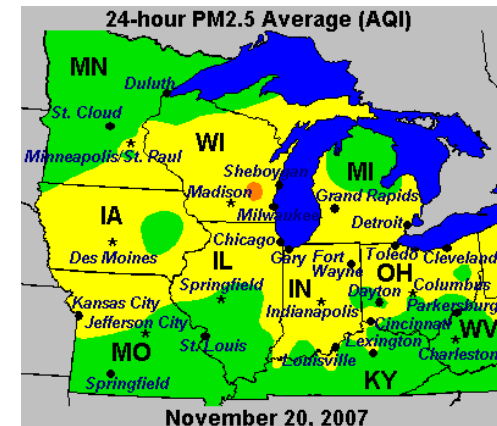 24-hour PM2.5 Average (AQI)
MN
Duluth
St. Cloud
Minneapolis/St. Paul
WI
Sheboygan
MI
Madison
Grand Rapids
IA
Milwaukee
Detroit
Chicago
Des Moines
IL
Gary Fort Wayne
Toledo
Cleveland
Springfield
IN
OH
Columbus
Kansas City
Dayton
Parkersburg
Jefferson City
Indianapolis
Cincinnati
WV
MO
St. Louis
Lexington
Louisville
Charleston
Springfield
KY
November 20, 2007